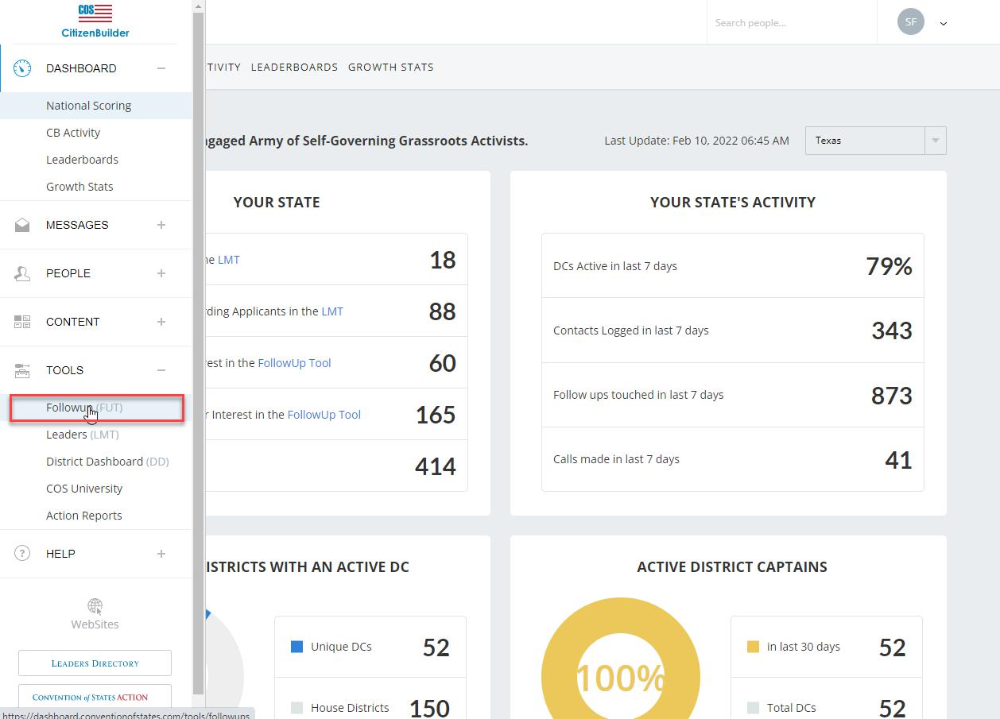 COS
CitizenBuilder
DASHBOARD
National Scoring
CB Activity
Leaderboards
Growth Stats
MESSAGES
PEOPLE
CONTENT
TOOLS
Followup (FUT)
Leaders (LMT)
District Dashboard (DD)
COS University
Action Reports
HELP
WebSites
LEADERS DIRECTORY
CONVENTION of STATES ACTION
https://dashboard.conventionofstates.com/tools/followups
Search people...
SF
TIVITY LEADERBOARDS GROWTH STATS
gaged Army of Self-Governing Grassroots Activists.
Last Update: Feb 10, 2022 06:45 AM
Texas
YOUR STATE
he LMT 18
rding Applicants in the LMT 88
rest in the FollowUp Tool 60
r Interest in the FollowUp Tool 165
414
YOUR STATE'S ACTIVITY
DCs Active in last 7 days 79%
Contacts Logged in last 7 days 343
Follow ups touched in last 7 days 873
Calls made in last 7 days 41
ISTRICTS WITH AN ACTIVE DC
Unique DCs 52
House Districts 150
ACTIVE DISTRICT CAPTAINS
100%
in last 30 days 52
Total DCs 52